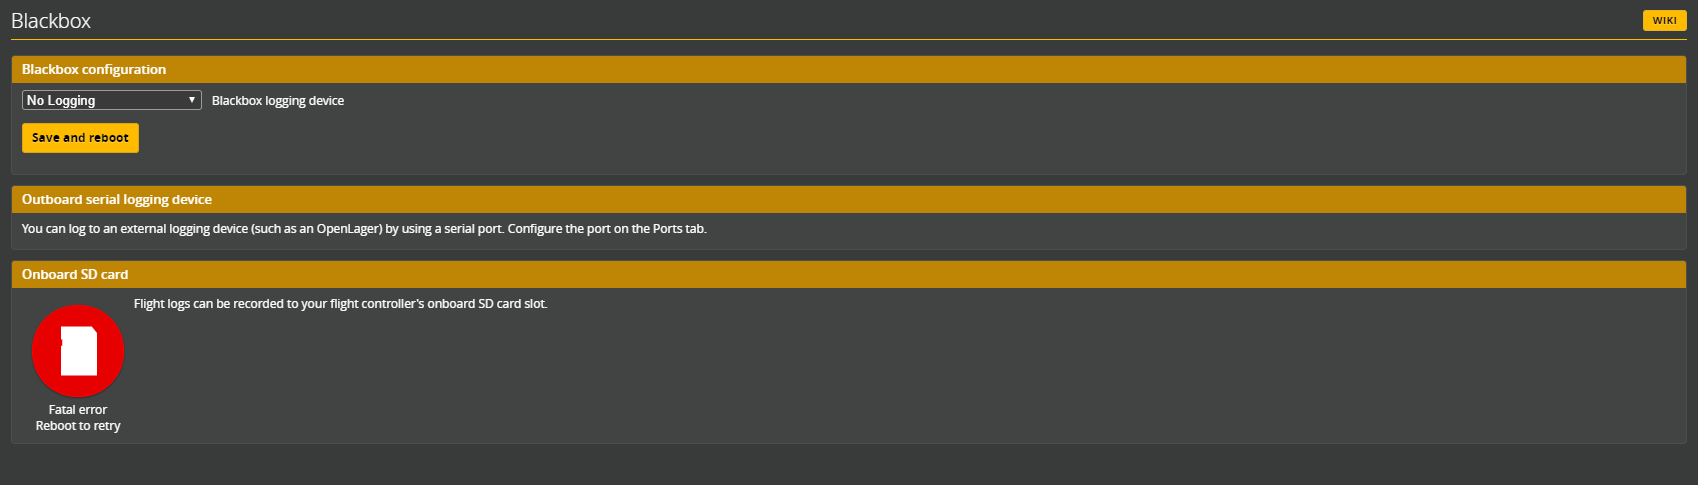 Blackbox
WIKI
Blackbox configuration
No Logging
Blackbox logging device
Save and reboot
Outboard serial logging device
You can log to an external logging device (such as an OpenLager) by using a serial port. Configure the port on the Ports tab.
Onboard SD card
Flight logs can be recorded to your flight controller's onboard SD card slot.
Fatal error
Reboot to retry